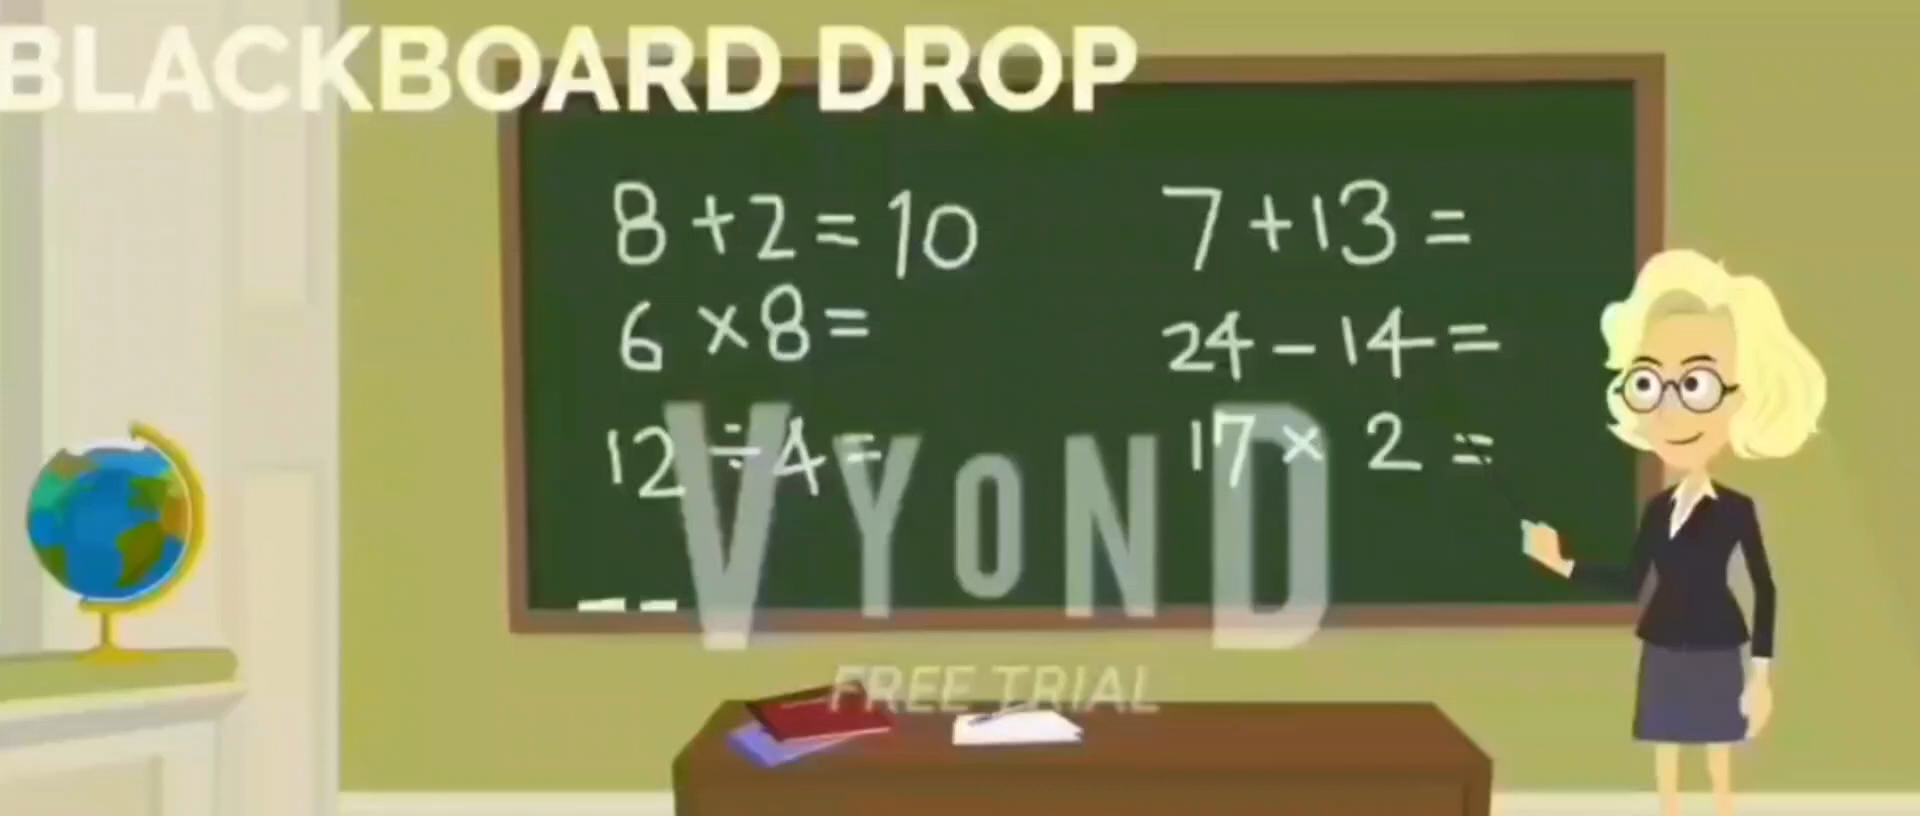 BLACKBOARD DROP
8+2=10
7+13=
6×8=
24-14=
12÷4=
17×2=
VYOND
FREE TRIAL